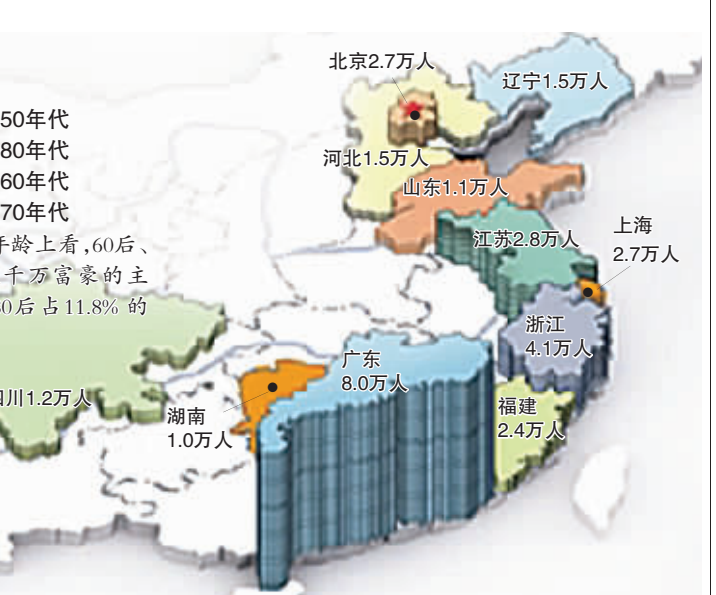 北京2.7万人
辽宁1.5万人
50年代
80年代
河北1.5万人
60年代
山东1.1万人
70年代
年龄上看,60后、
千万富豪的主
80后占11.8% 的
江苏2.8万人
上海
2.7万人
浙江
4.1万人
广东
8.0万人
四川1.2万人
湖南
1.0万人
福建
2.4万人